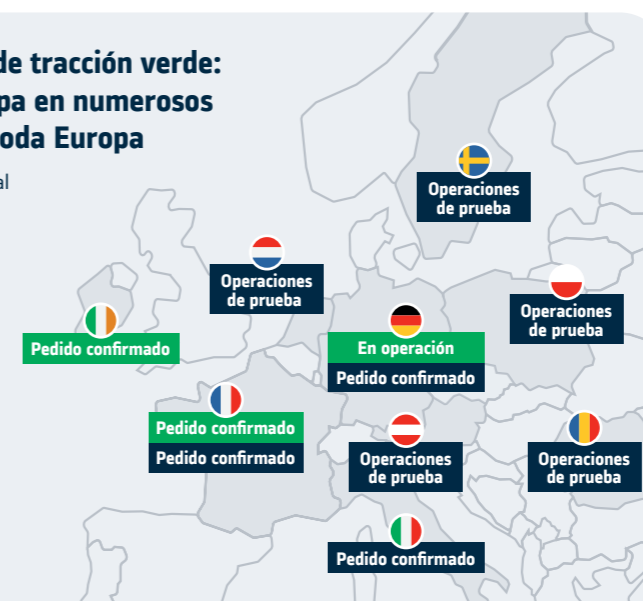 de tracción verde:
pa en numerosos
oda Europa
al
Operaciones
de prueba
Operaciones
de prueba
Operaciones
de prueba
Pedido confirmado
En operación
Pedido confirmado
Pedido confirmado
Pedido confirmado
Operaciones
de prueba
Operaciones
de prueba
Pedido confirmado